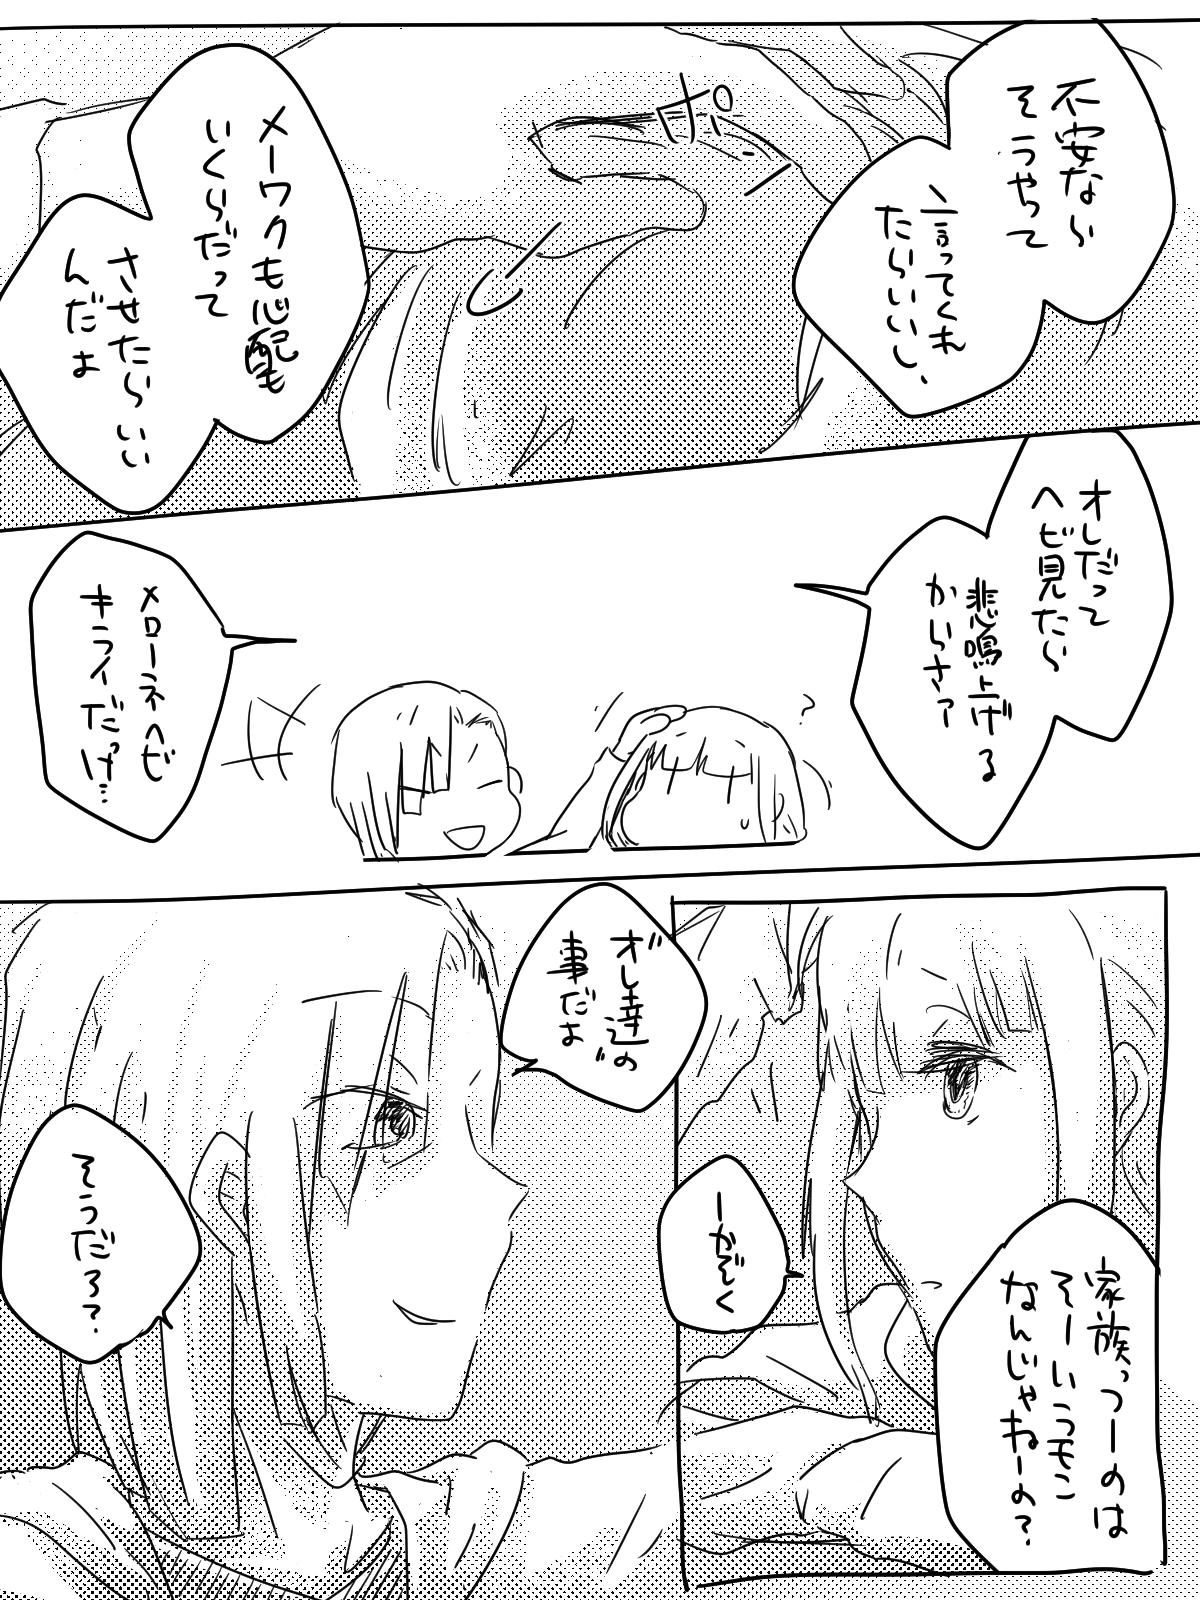 不安なら
そうやって
言ってくれ
たらいいし、
ポン
メーワクも心配も
いくらだって
させたらいい
んだよ
オレだって
ヘビ見たら
悲鳴上げる
からさァ
?
メローネヘビ
キライだっけ…
家族っつーのは
そーいうモン
なんじゃねーの?
ーかぞく
“オレ達の
事だよ”
そうだろ?